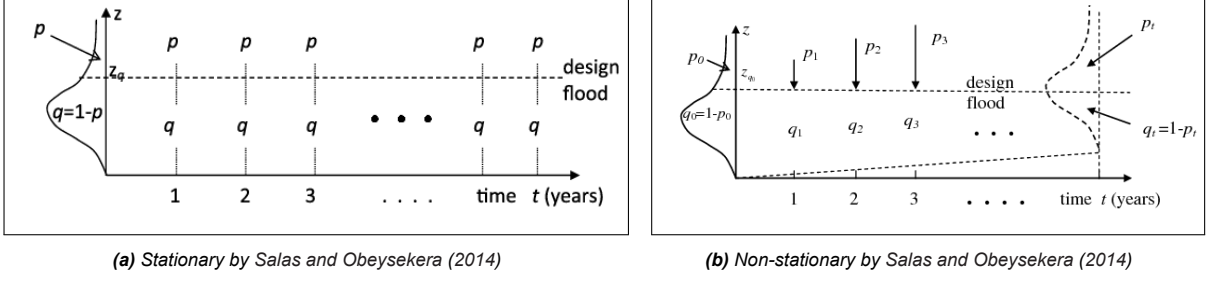 z
p
p p p p p
z_q
design
flood
q=1-p
q q q • • • q q
1 2 3 . . . . time t (years)
(a) Stationary by Salas and Obeysekera (2014)
z
p_0
p_1 p_2 p_3
p_t
z_{q_0}
design
flood
q_0=1-p_0
q_1 q_2 q_3 • • •
q_t=1-p_t
1 2 3 • • • • time t (years)
(b) Non-stationary by Salas and Obeysekera (2014)